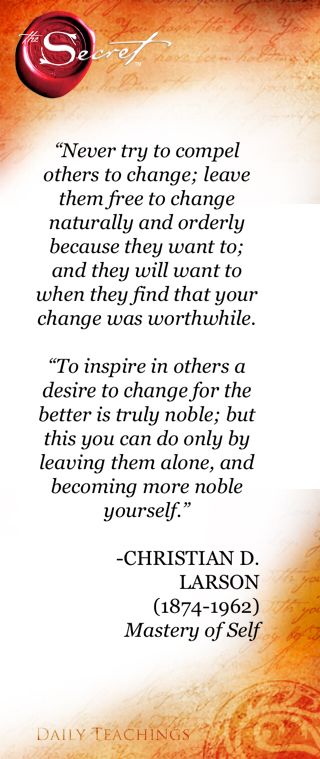 the Secret™
“Never try to compel
others to change; leave
them free to change
naturally and orderly
because they want to;
and they will want to
when they find that your
change was worthwhile.
“To inspire in others a
desire to change for the
better is truly noble; but
this you can do only by
leaving them alone, and
becoming more noble
yourself.”
-CHRISTIAN D.
LARSON
(1874-1962)
Mastery of Self
DAILY TEACHINGS